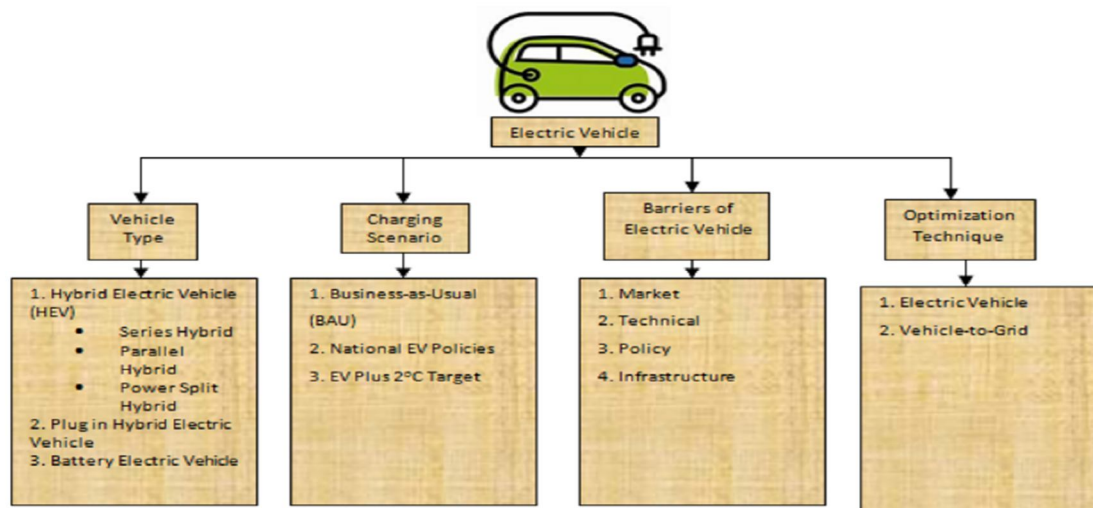 Electric Vehicle
Vehicle
Type
1. Hybrid Electric Vehicle
(HEV)
• Series Hybrid
• Parallel
Hybrid
• Power Split
Hybrid
2. Plug in Hybrid Electric
Vehicle
3. Battery Electric Vehicle
Charging
Scenario
1. Business-as-Usual
(BAU)
2. National EV Policies
3. EV Plus 2°C Target
Barriers of
Electric Vehicle
1. Market
2. Technical
3. Policy
4. Infrastructure
Optimization
Technique
1. Electric Vehicle
2. Vehicle-to-Grid